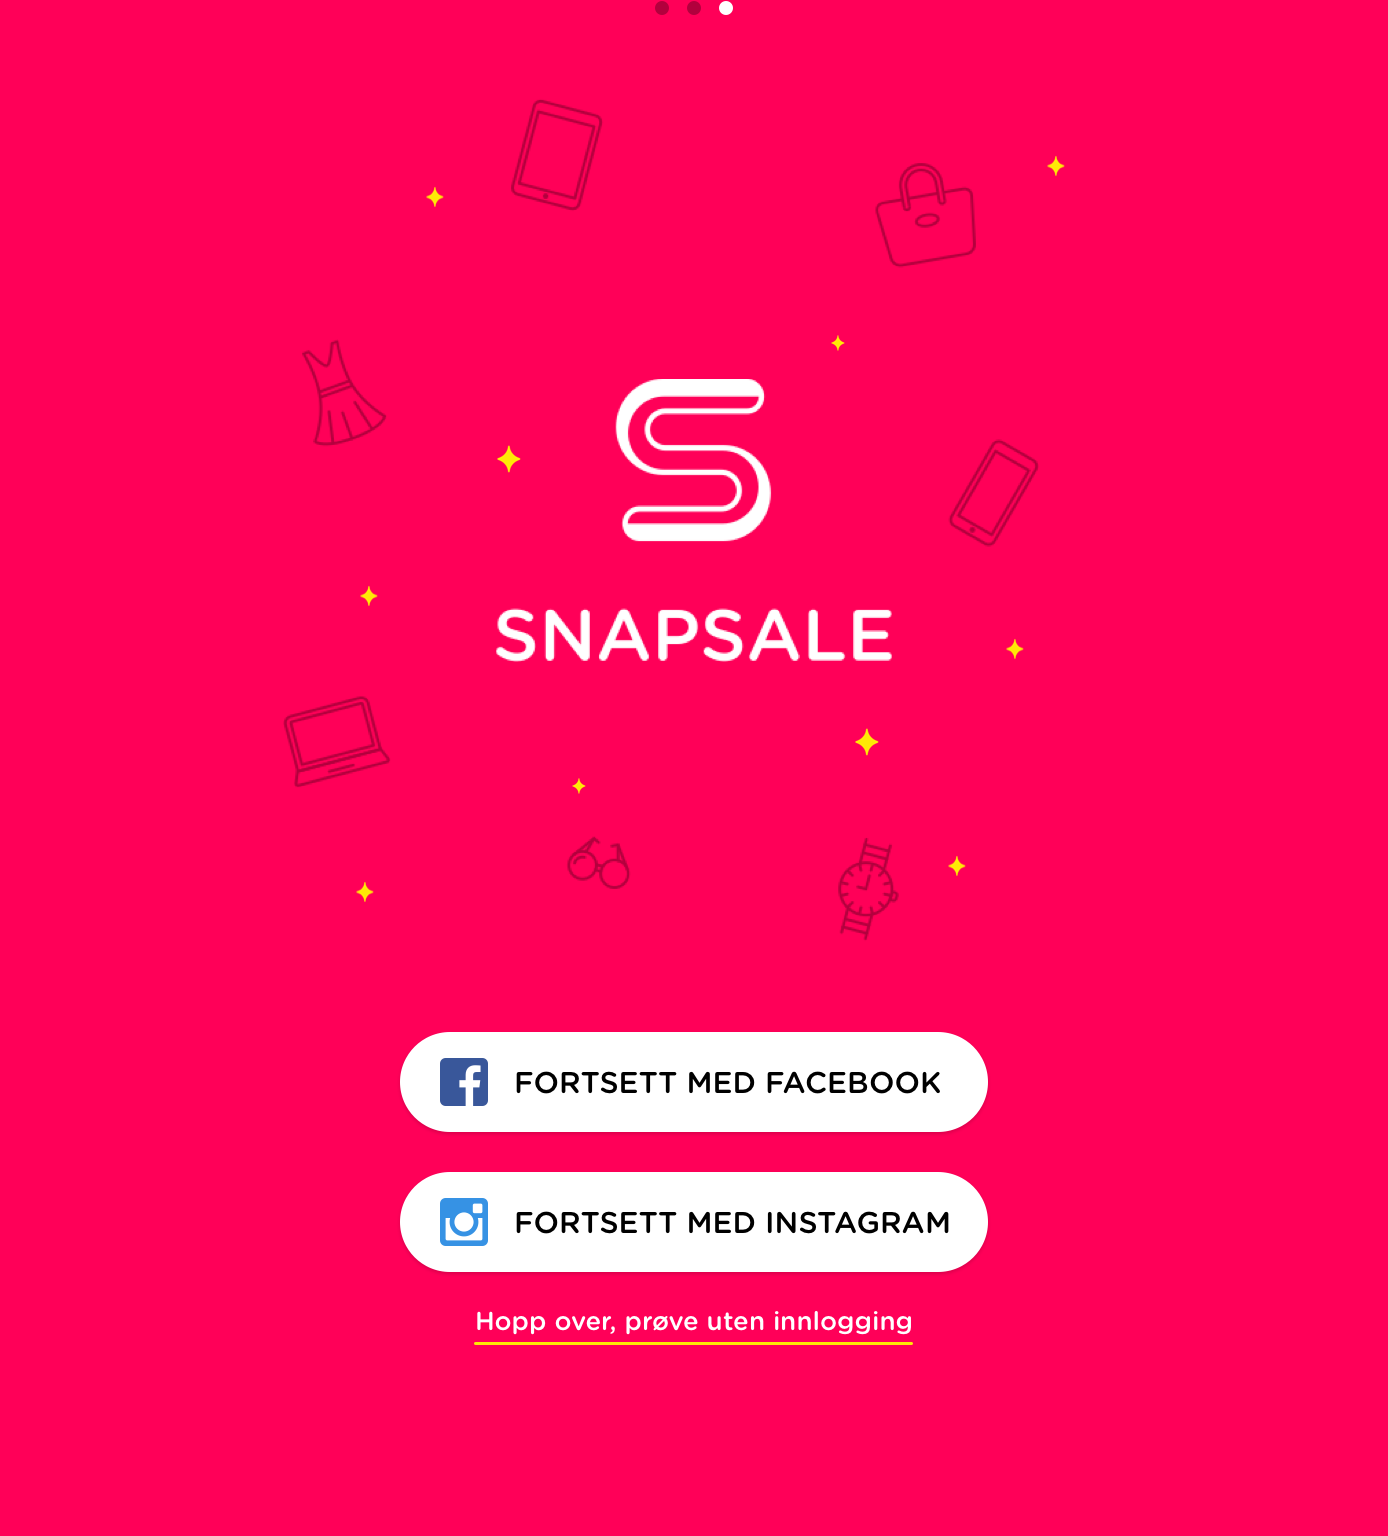 SNAPSALE
FORTSETT MED FACEBOOK
FORTSETT MED INSTAGRAM
Hopp over, prøve uten innlogging